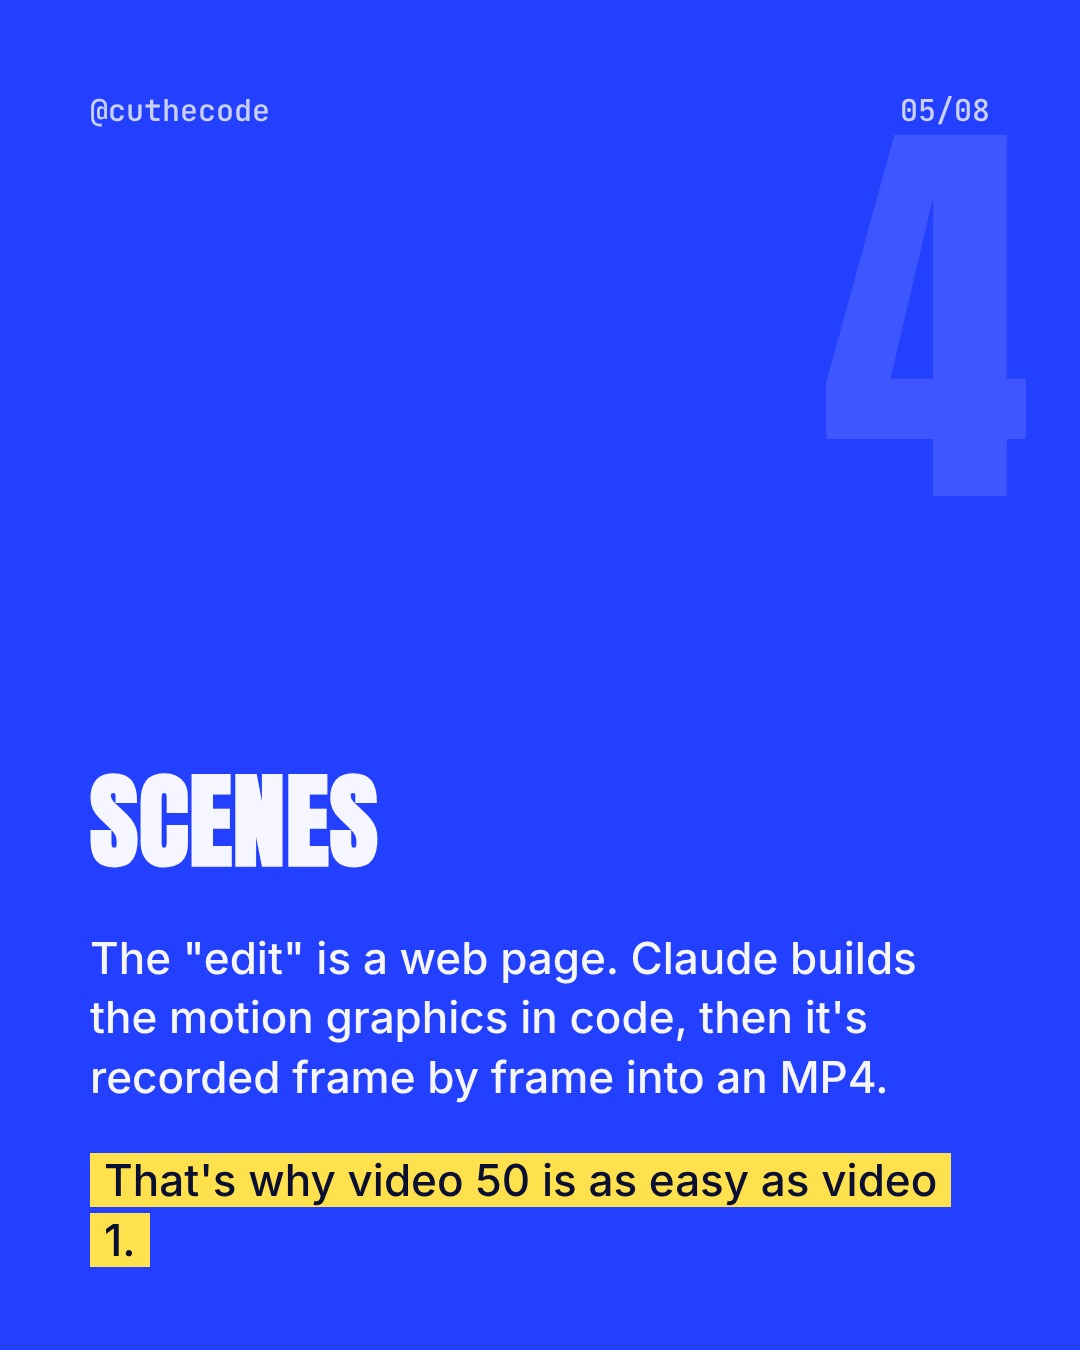 @cuthecode
05/08
4
SCENES
The "edit" is a web page. Claude builds
the motion graphics in code, then it's
recorded frame by frame into an MP4.
That's why video 50 is as easy as video
1.